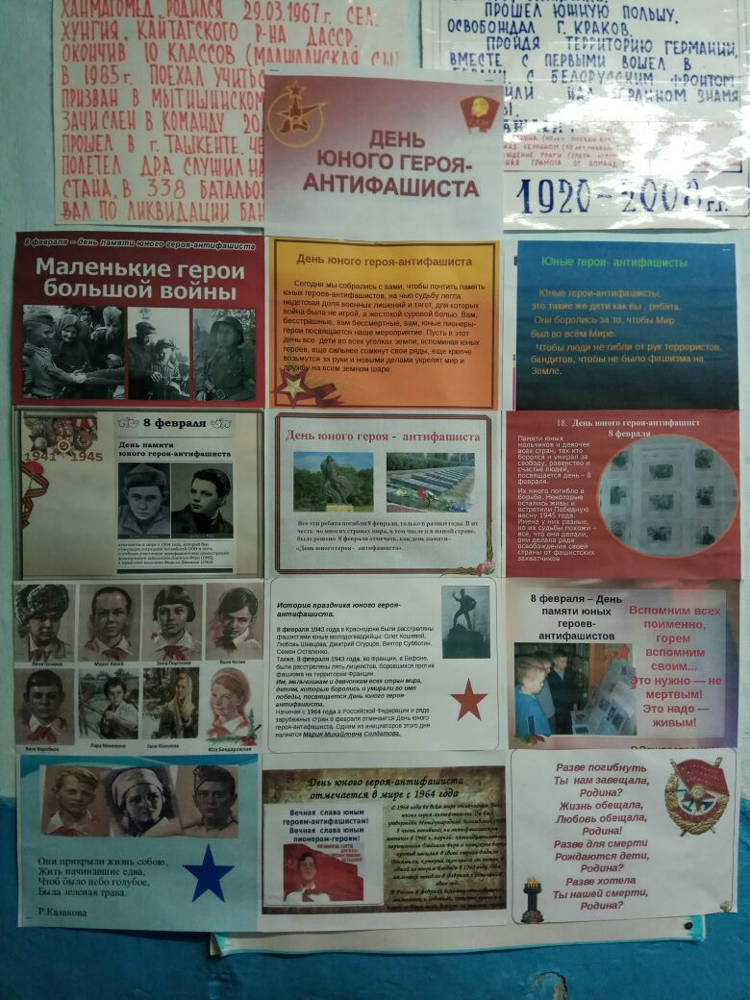 ХАНМАГОМЕД РОДИЛСЯ 29.03.1967 г. СЕЛ.
ХУНГИЯ, КАЙТАГСКОГО Р-НА ДАССР.
ОКОНЧИВ 10 КЛАССОВ
В 1985 г. ПОЕХАЛ УЧИТЬС
ПРИЗВАН В МЫТИЩИНСКОМ
ЗАЧИСЛЕН В КОМАНДУ 20
ПРОШЕЛ В г. ТАШКЕНТЕ. ЧЕ
ПОЛЕТЕЛ ДРА. СЛУЖИЛ НА
СТАНА, В 338 БАТАЛЬО
ВАЛ ПО ЛИКВИДАЦИИ БАН
ПРОШЕЛ ЮЖНУЮ ПОЛЬШУ.
ОСВОБОЖДАЛ Г. КРАКОВ.
ПРОЙДЯ ТЕРРИТОРИЮ ГЕРМАНИИ,
ВМЕСТЕ С ПЕРВЫМИ ВОШЕЛ В
С БЕЛОРУССКИМ ФРОНТОМ
ЗНАМЯ
1920-2008 г.г.
ДЕНЬ
ЮНОГО ГЕРОЯ-
АНТИФАШИСТА
8 февраля – день памяти юного героя-антифашиста
Маленькие герои
большой войны
День юного героя-антифашиста
Сегодня мы собрались с вами, чтобы почтить память
юных героев-антифашистов, на чью судьбу легла
недетская доля военных лишений и тягот, для которых
война была не игрой, а жестокой суровой болью. Вам,
бесстрашные, вам бессмертные, вам, юные пионеры-
герои посвящается наше мероприятие. Пусть в этот
день все дети во всех уголках земли, вспоминая юных
героев, еще сильнее сомкнут свои ряды, еще крепче
возьмутся за руки и новыми делами укрепят мир и
дружбу на всем земном шаре.
Юные герои- антифашисты
Юные герои-антифашисты,
это такие же дети как вы , ребята.
Они боролись за то, чтобы Мир
был во всём Мире.
Чтобы люди не гибли от рук террористов,
бандитов, чтобы не было фашизма на
Земле.
1941 1945
8 февраля
День памяти
юного героя-антифашиста
День юного героя - антифашиста
Все эти ребята погибли 8 февраля, только в разные годы. В их
честь во многих странах мира, в том числе и в нашей стране,
было решено 8 февраля отмечать, как день памяти -
«День юного героя - антифашиста».
18. День юного героя-антифашист
8 февраля
Памяти юных
мальчиков и девочек
всех стран, тех кто
боролся и умирал за
свободу, равенство и
счастье людей,
посвящается день - 8
февраля.
Их много погибло в
борьбе. Некоторые
остались живы и
встретили Победную
весну 1945 года.
Имена у них разные,
но их судьбы похожи –
всё, что они делали,
они делали ради
освобождения своей
страны от фашистских
захватчиков
Леня Голиков Марат Казей Зина Портнова Валя Котик
Витя Коробков Лара Михеенко Галя Комлева Юта Бондаровская
История праздника юного героя-
антифашиста.
8 февраля 1943 года в Краснодоне были расстреляны
фашистами юные молодогвардейцы: Олег Кошевой,
Любовь Шевцова, Дмитрий Огурцов, Виктор Субботин.
Семен Остапенко.
Также, 8 февраля 1943 года, во Франции, в Бефоне,
были расстреляны пять лицеистов, боровшихся против
фашизма на территории Франции.
Им, мальчишкам и девчонкам всех стран мира,
детям, которые боролись и умирали во имя
победы, посвящается День юного героя-
антифашиста.
Начиная с 1964 года в Российской Федерации и ряде
зарубежных стран 8 февраля отмечается День юного
героя-антифашиста. Одним из инициаторов этого дня
является Мария Михайловна Солдатова.
8 февраля – День
памяти юных
героев-
антифашистов
Вспомним всех
поименно,
горем
вспомним
своим...
Это нужно — не
мертвым!
Это надо —
живым!
Они прикрыли жизнь собою,
Жить начинавшие едва,
Чтоб было небо голубое,
Была зеленая трава.
Р.Казакова
День юного героя-антифашиста
отмечается в мире с 1964 года
Вечная слава юным
героям-антифашистам!
Вечная слава юным
пионерам-героям!
Разве погибнуть
Ты нам завещала,
Родина?
Жизнь обещала,
Любовь обещала,
Родина!
Разве для смерти
Рождаются дети,
Родина?
Разве хотела
Ты нашей смерти,
Родина?